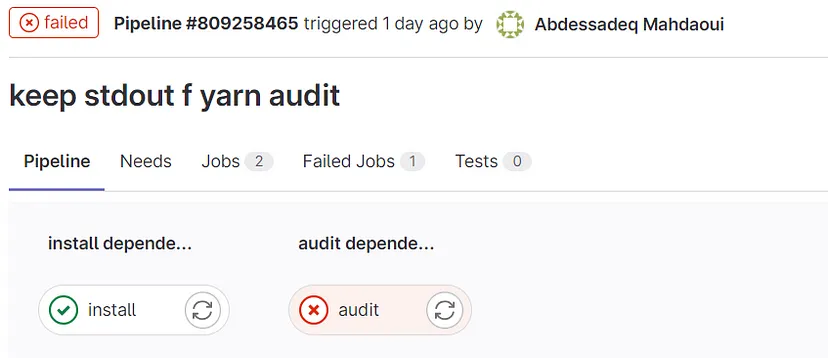 failed Pipeline #809258465 triggered 1 day ago by Abdessadeq Mahdaoui
keep stdout f yarn audit
Pipeline Needs Jobs 2 Failed Jobs 1 Tests 0
install depende... audit depende...
install audit